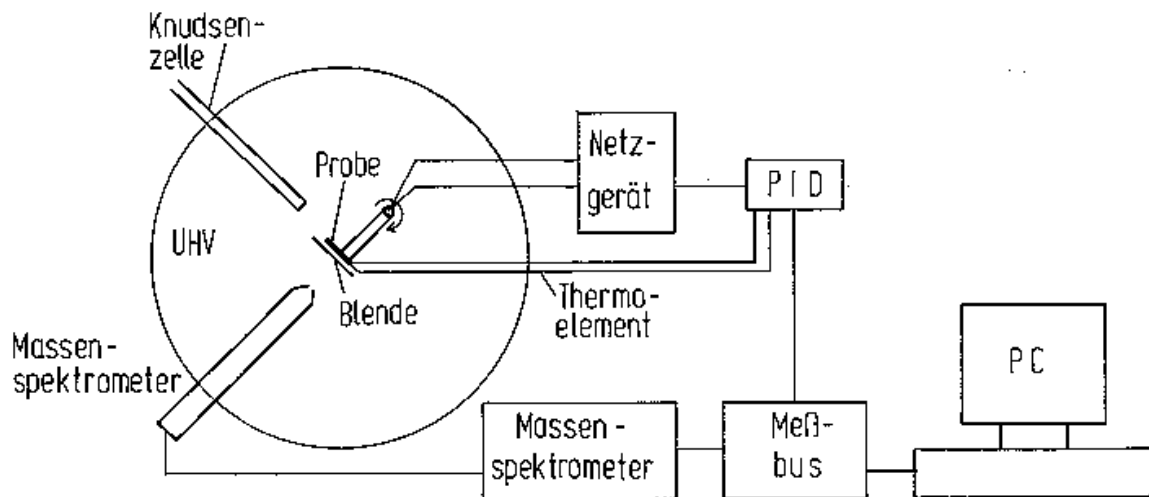 Knudsen-
zelle
Probe
Netz-
gerät
PID
UHV
Blende
Thermo-
element
Massen-
spektrometer
PC
Massen-
spektrometer
Meß-
bus